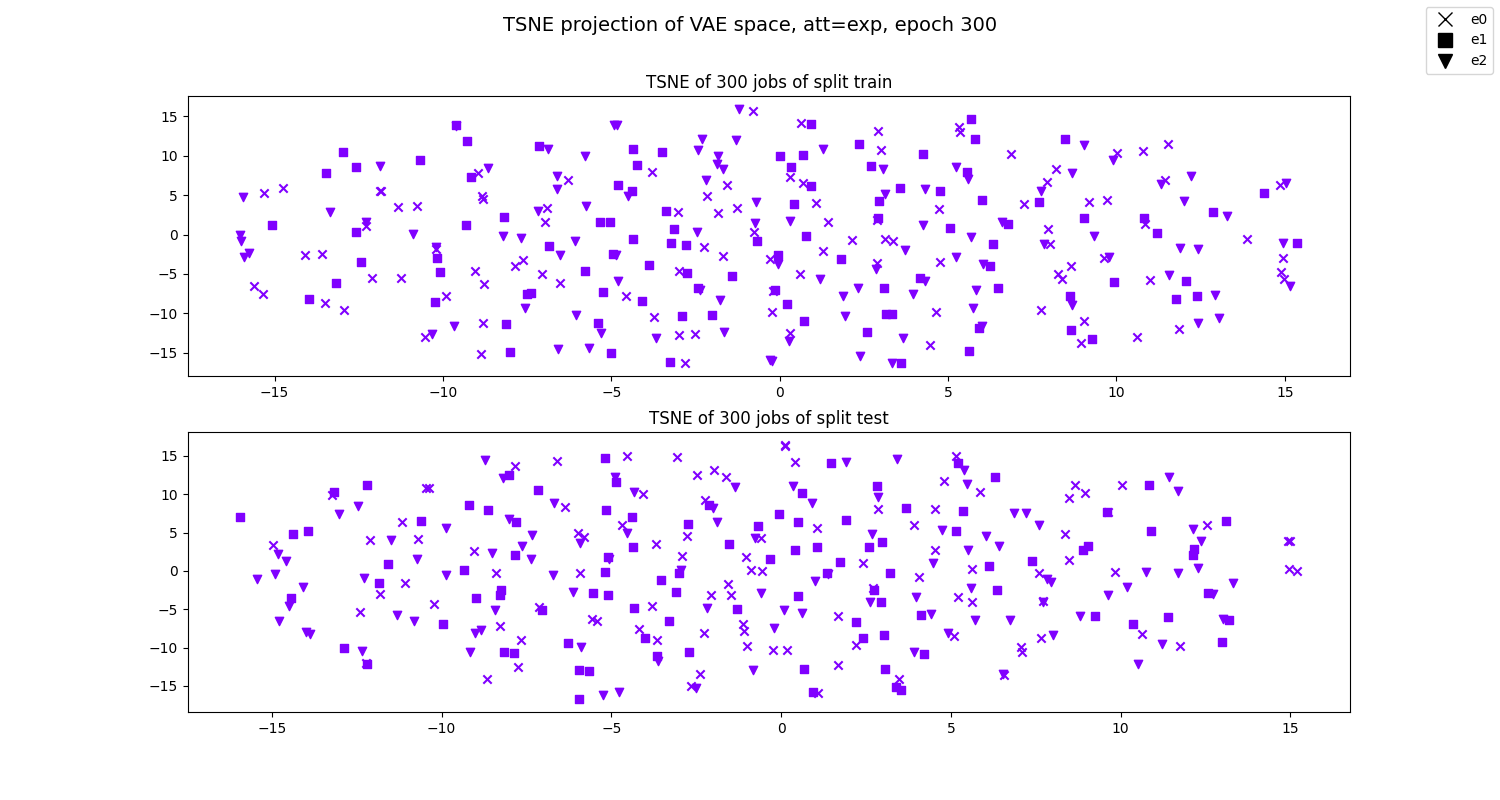 TSNE projection of VAE space, att=exp, epoch 300
e0
e1
e2
TSNE of 300 jobs of split train
15
10
5
0
−5
−10
−15
−15 −10 −5 0 5 10 15
TSNE of 300 jobs of split test
15
10
5
0
−5
−10
−15
−15 −10 −5 0 5 10 15